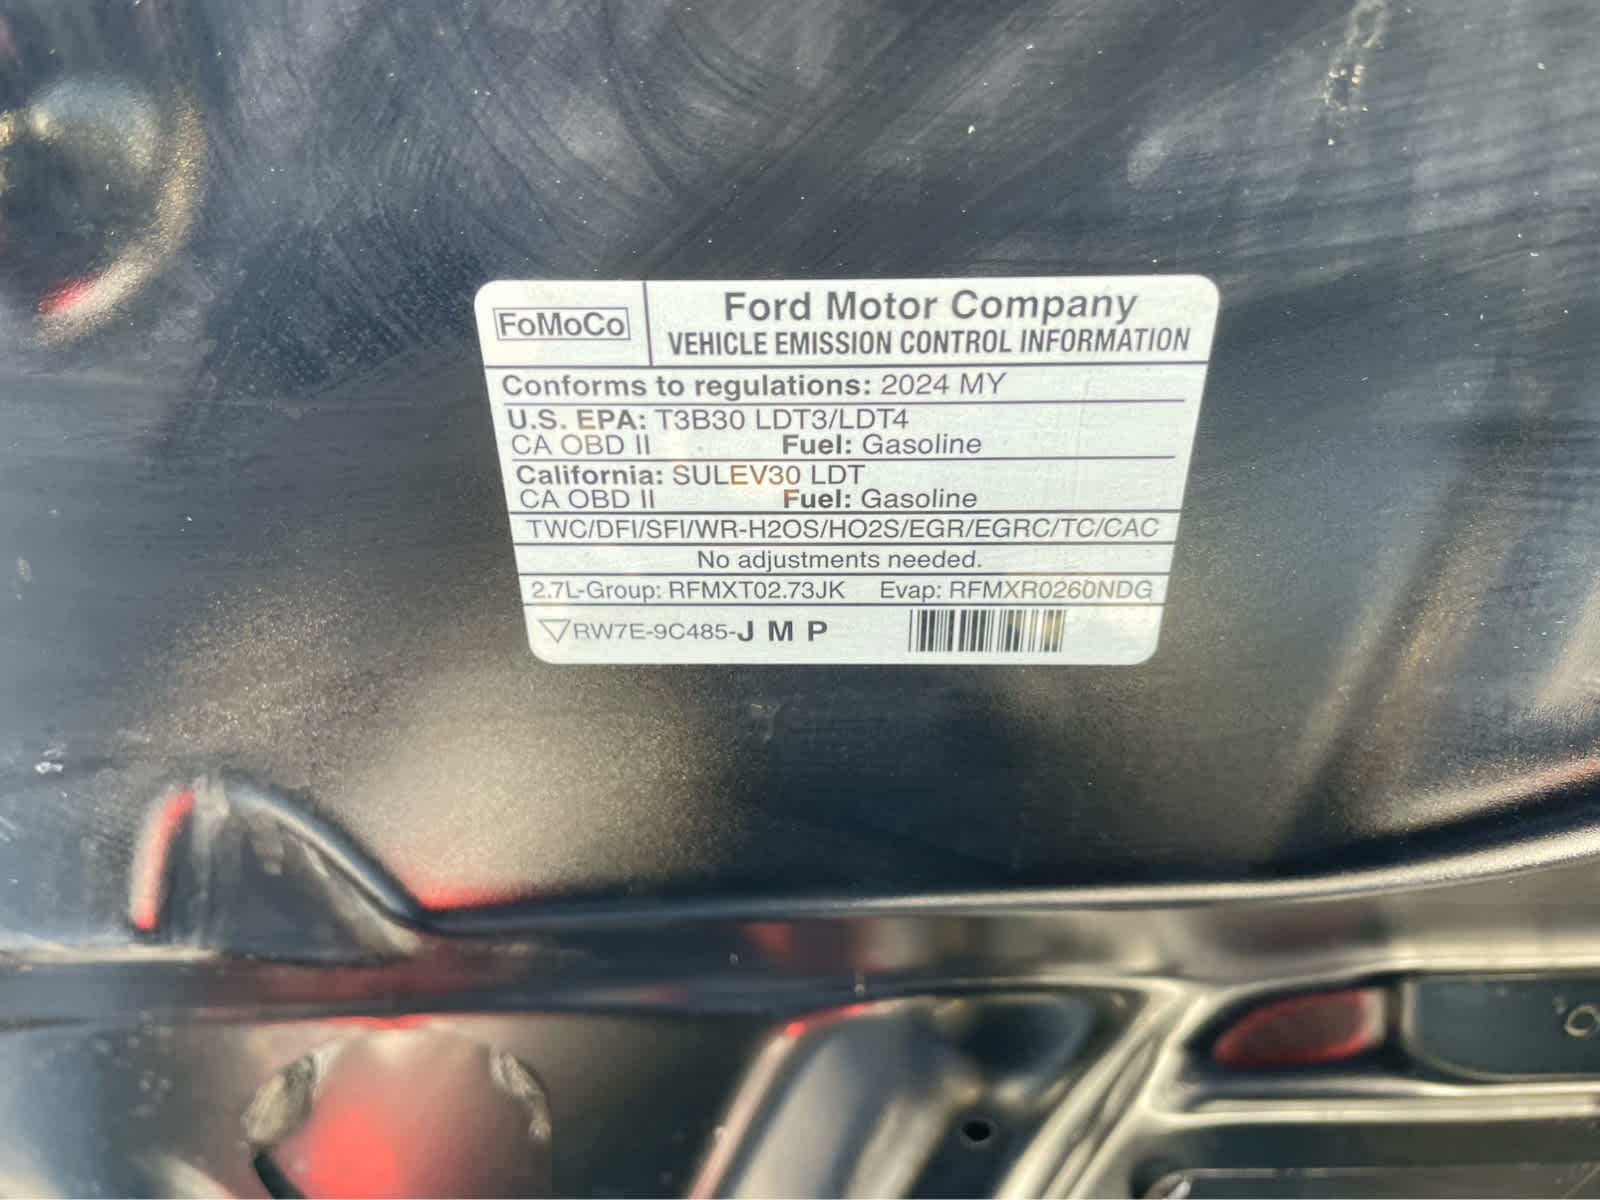 FoMoCo
Ford Motor Company
VEHICLE EMISSION CONTROL INFORMATION
Conforms to regulations: 2024 MY
U.S. EPA: T3B30 LDT3/LDT4
CA OBD II Fuel: Gasoline
California: SULEV30 LDT
CA OBD II Fuel: Gasoline
TWC/DFI/SFI/WR-H2OS/HO2S/EGR/EGRC/TC/CAC
No adjustments needed.
2.7L-Group: RFMXT02.73JK Evap: RFMXR0260NDG
RW7E-9C485-J M P